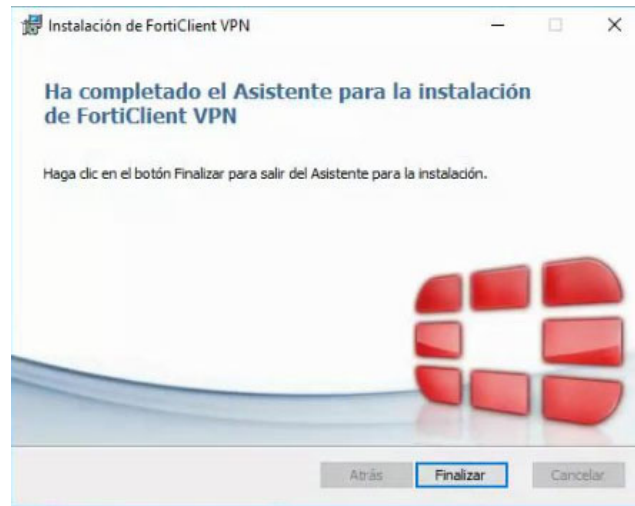 Instalación de FortiClient VPN
Ha completado el Asistente para la instalación
de FortiClient VPN
Haga clic en el botón Finalizar para salir del Asistente para la instalación.
Atrás
Finalizar
Cancelar